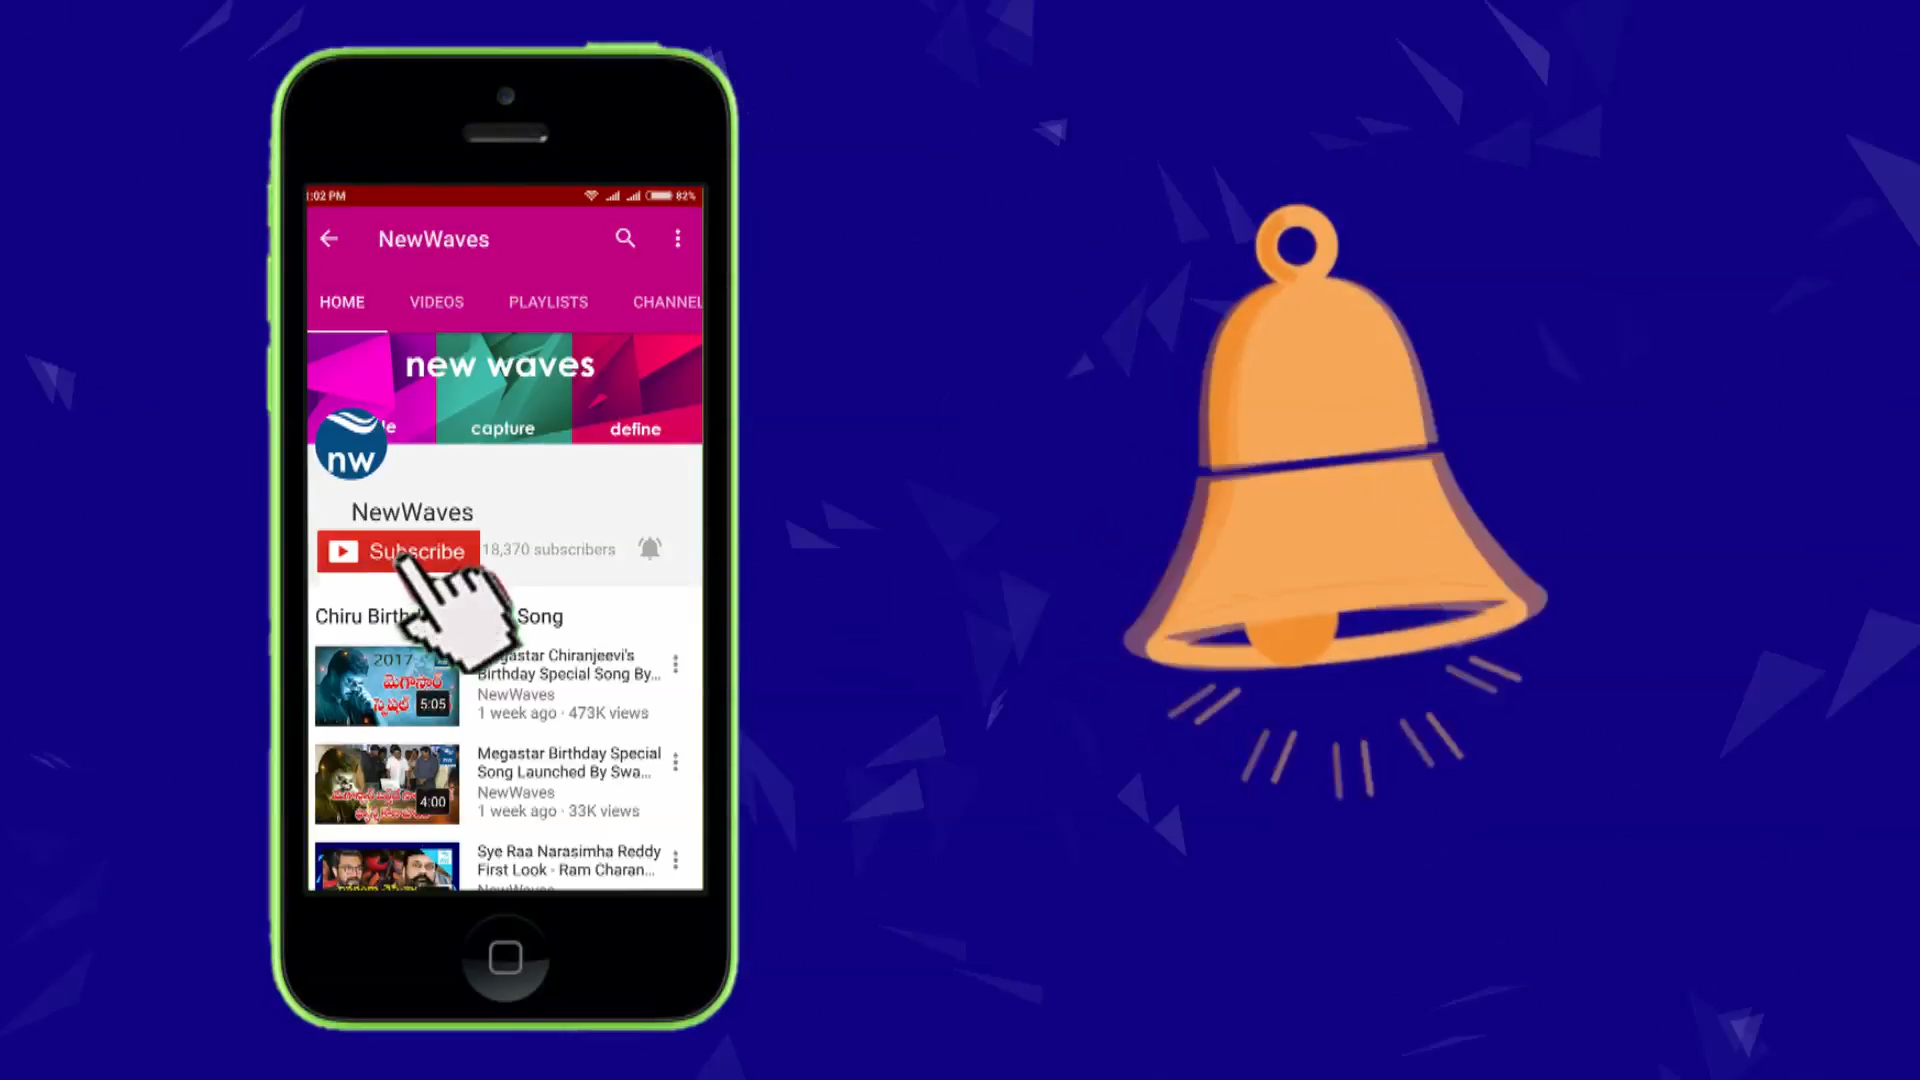 1:02 PM
82%
NewWaves
HOME VIDEOS PLAYLISTS CHANNEL
new waves
capture
define
nw
NewWaves
Subscribe
18,370 subscribers
Chiru Birth Song
Megastar Chiranjeevi's
Birthday Special Song By...
NewWaves
1 week ago · 473K views
2017
మెగాస్టార్
స్పెషల్
5:05
Megastar Birthday Special
Song Launched By Swa...
NewWaves
1 week ago · 33K views
4:00
Sye Raa Narasimha Reddy
First Look - Ram Charan...
NewWaves